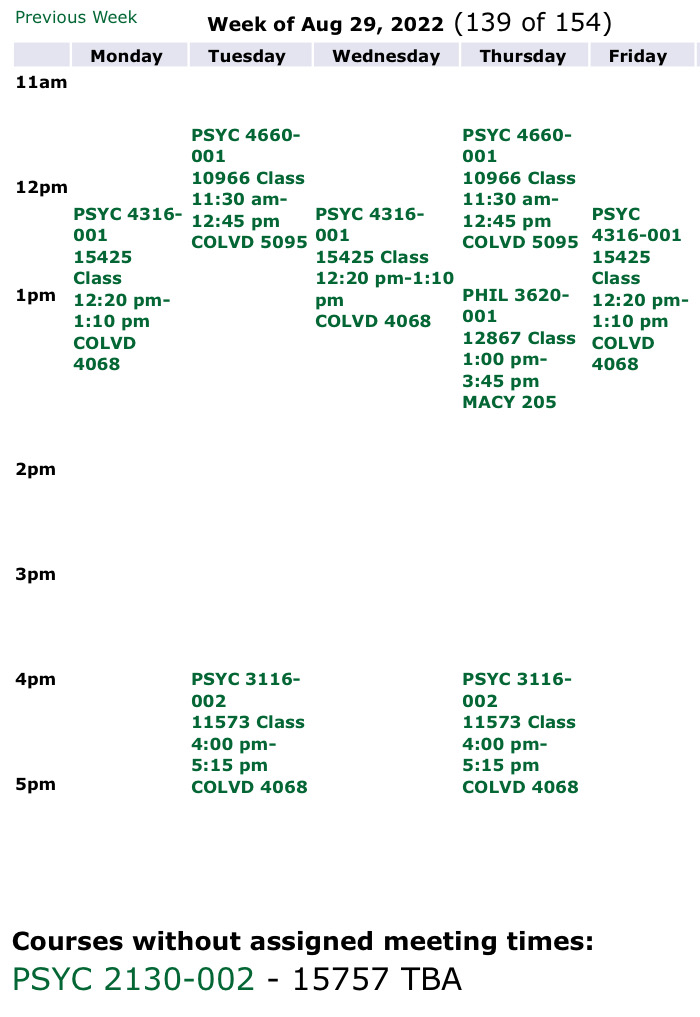 Previous Week
Week of Aug 29, 2022 (139 of 154)
Monday Tuesday Wednesday Thursday Friday
11am
12pm
1pm
2pm
3pm
4pm
5pm
PSYC 4316-
001
15425
Class
12:20 pm-
1:10 pm
COLVD
4068
PSYC 4660-
001
10966 Class
11:30 am-
12:45 pm
COLVD 5095
PSYC 3116-
002
11573 Class
4:00 pm-
5:15 pm
COLVD 4068
PSYC 4316-
001
15425 Class
12:20 pm-1:10
pm
COLVD 4068
PSYC 4660-
001
10966 Class
11:30 am-
12:45 pm
COLVD 5095
PHIL 3620-
001
12867 Class
1:00 pm-
3:45 pm
MACY 205
PSYC 3116-
002
11573 Class
4:00 pm-
5:15 pm
COLVD 4068
PSYC
4316-001
15425
Class
12:20 pm-
1:10 pm
COLVD
4068
Courses without assigned meeting times:
PSYC 2130-002 - 15757 TBA